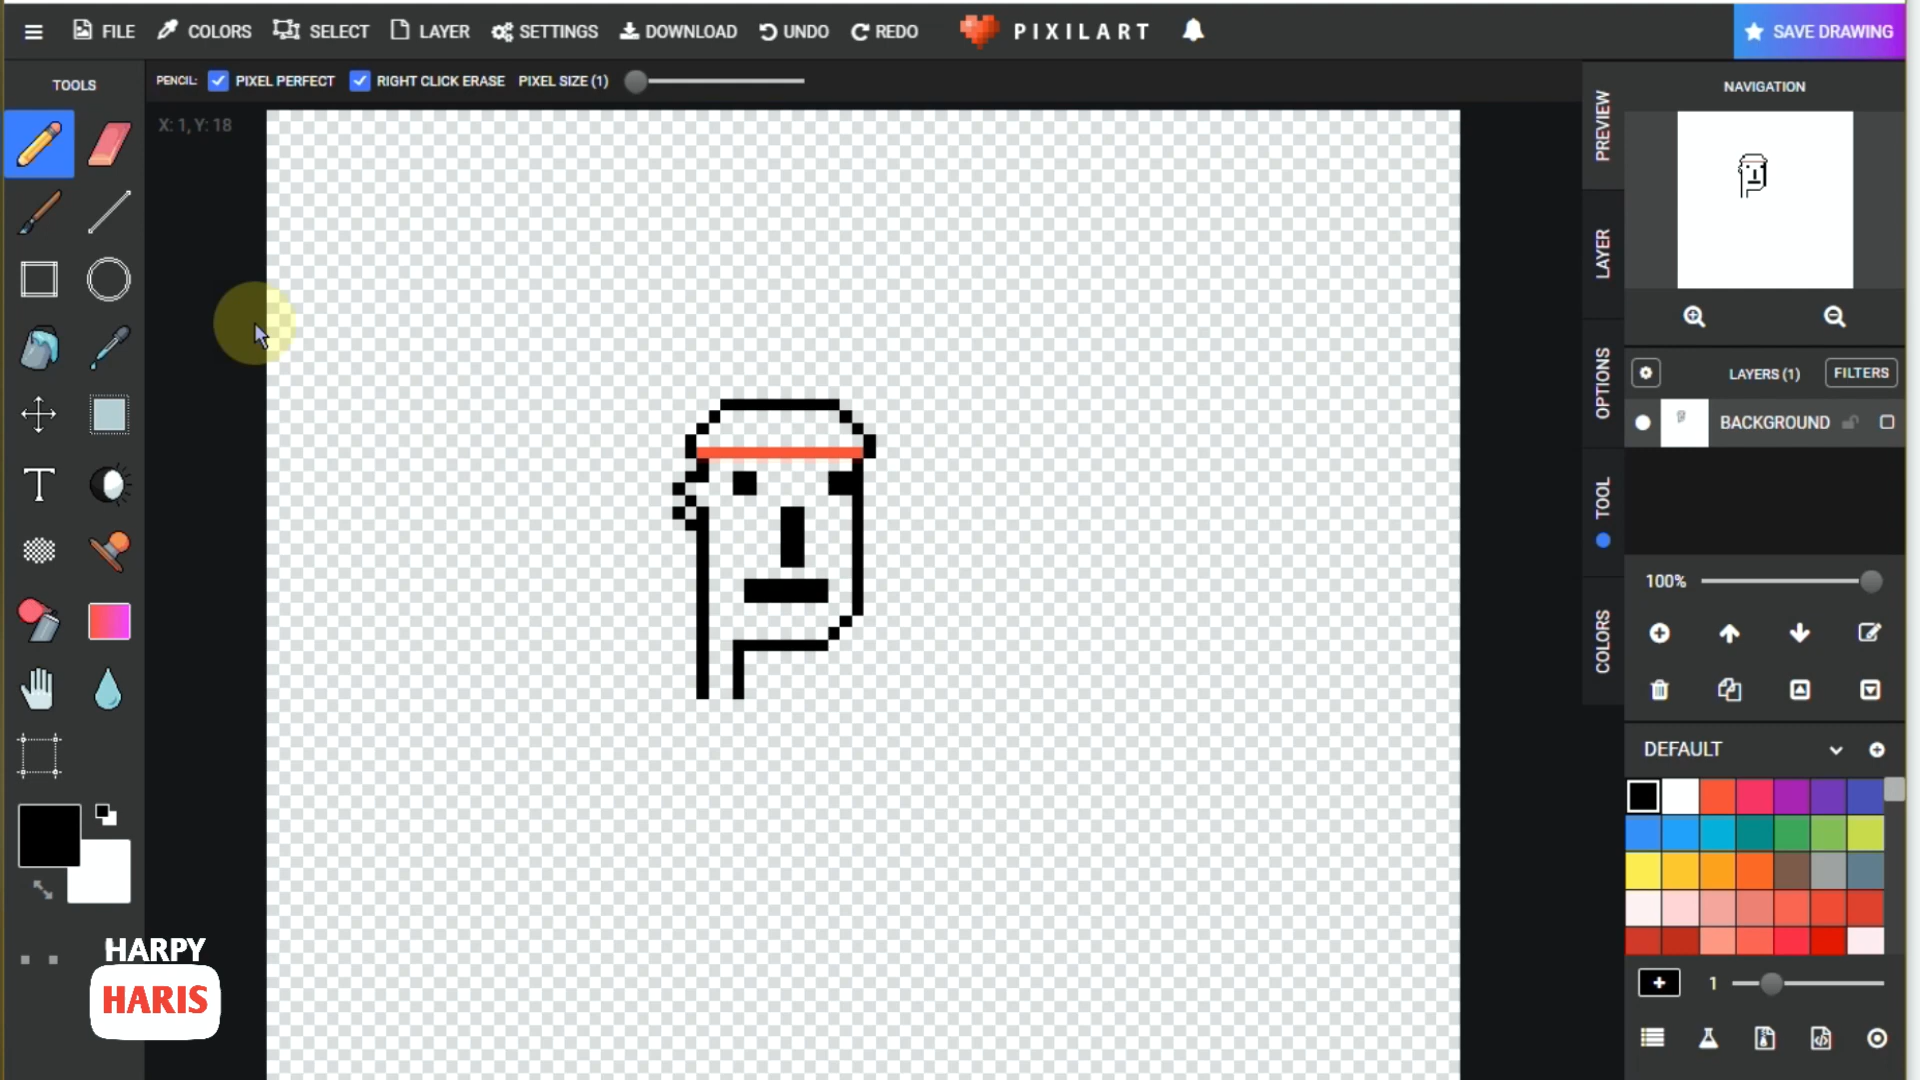 FILE COLORS SELECT LAYER SETTINGS DOWNLOAD UNDO REDO PIXILART SAVE DRAWING
TOOLS PENCIL: PIXEL PERFECT RIGHT CLICK ERASE PIXEL SIZE (1) NAVIGATION
X: 1, Y: 18
PREVIEW
LAYER
OPTIONS
TOOL
COLORS
LAYERS (1) FILTERS
BACKGROUND
T
100%
DEFAULT
1
HARPY
HARIS